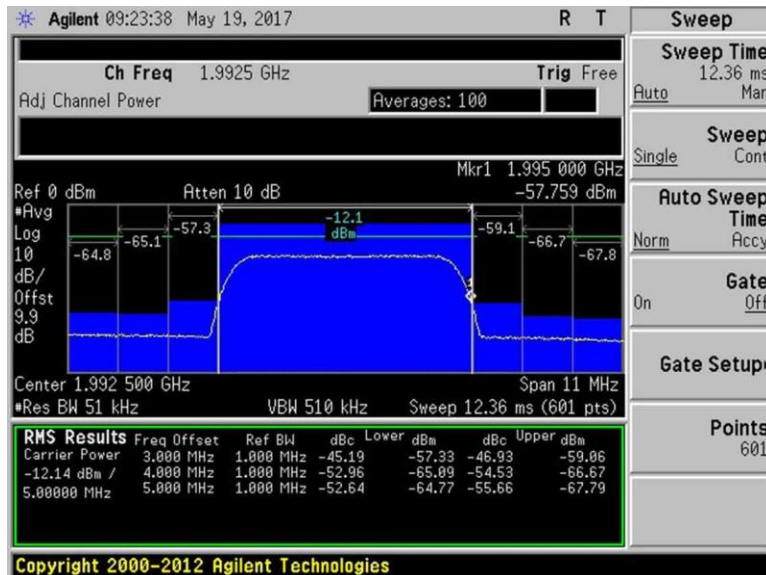 Agilent 09:23:38 May 19, 2017 R T
Sweep
Ch Freq 1.9925 GHz Trig Free
Adj Channel Power Averages: 100
Sweep Time
12.36 ms
Auto Man
Sweep
Single Cont
Auto Sweep
Time
Norm Accy
Gate
On Off
Gate Setup
Points
601
Mkr1 1.995 000 GHz
Ref 0 dBm Atten 10 dB -57.759 dBm
#Avg
Log
10
dB/
Offst
9.9
dB
-64.8 -65.1 -57.3 -12.1 -59.1 -66.7 -67.8
dBm
1
Center 1.992 500 GHz Span 11 MHz
#Res BW 51 kHz VBW 510 kHz Sweep 12.36 ms (601 pts)
RMS Results Freq Offset Ref BW dBc Lower dBm dBc Upper dBm
Carrier Power 3.000 MHz 1.000 MHz -45.19 -57.33 -46.93 -59.06
-12.14 dBm / 4.000 MHz 1.000 MHz -52.96 -65.09 -54.53 -66.67
5.00000 MHz 5.000 MHz 1.000 MHz -52.64 -64.77 -55.66 -67.79
Copyright 2000-2012 Agilent Technologies